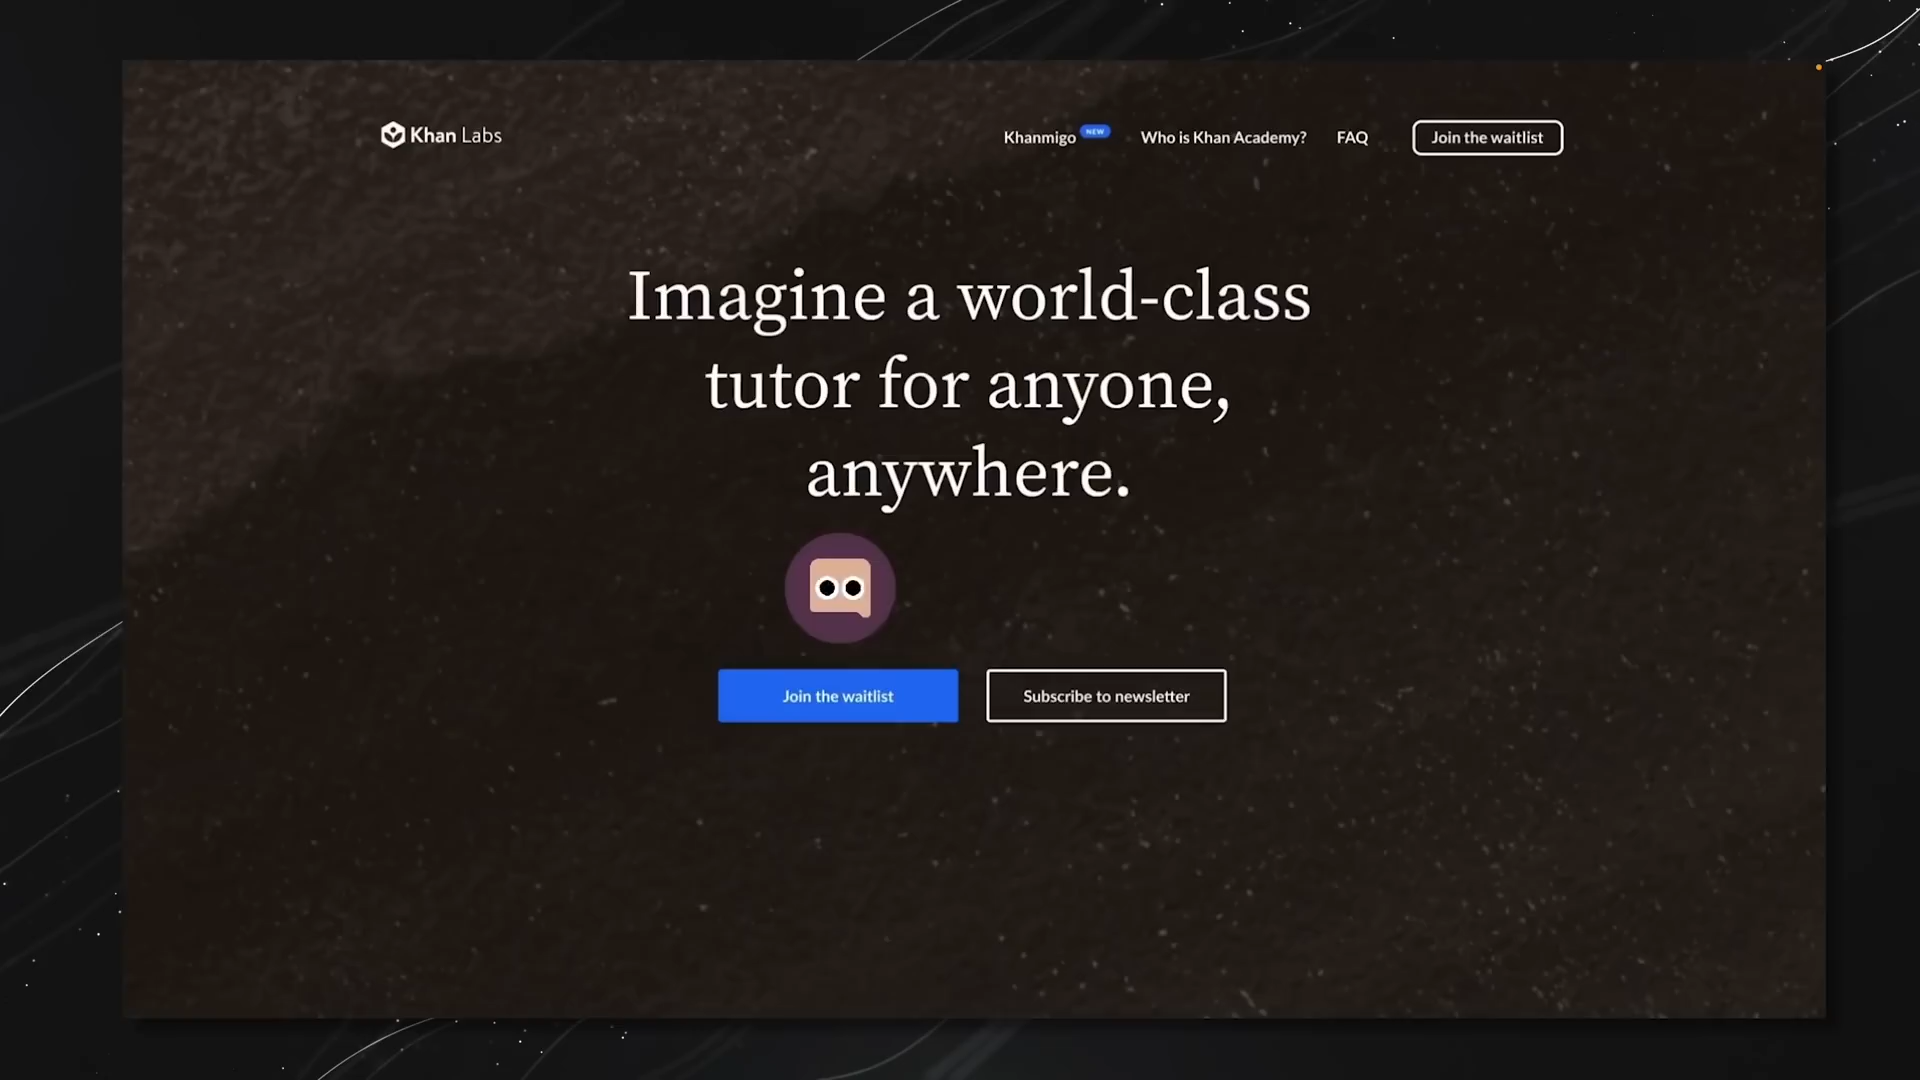 Khan Labs
Khanmigo NEW
Who is Khan Academy?
FAQ
Join the waitlist
Imagine a world-class
tutor for anyone,
anywhere.
Join the waitlist
Subscribe to newsletter